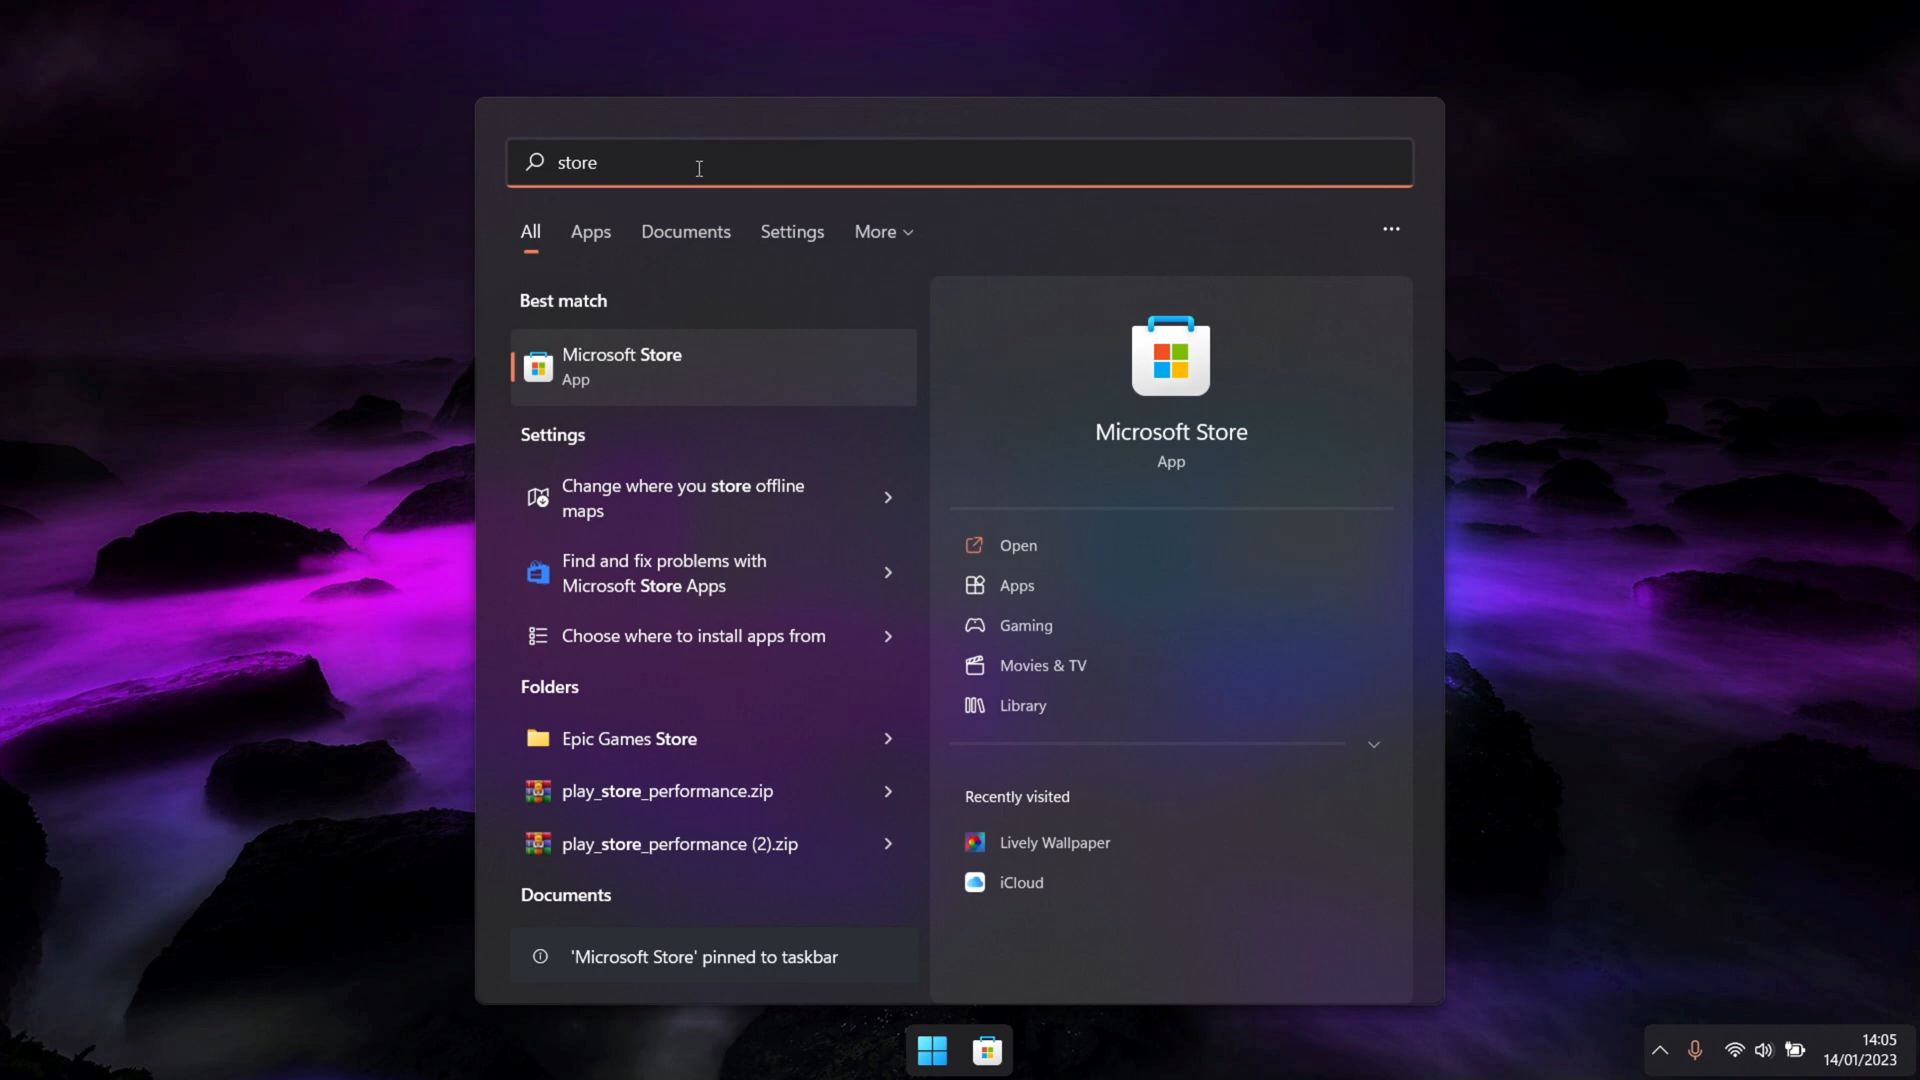 store
All Apps Documents Settings More
Best match
Microsoft Store
App
Settings
Change where you store offline
maps
Find and fix problems with
Microsoft Store Apps
Choose where to install apps from
Folders
Epic Games Store
play_store_performance.zip
play_store_performance (2).zip
Documents
'Microsoft Store' pinned to taskbar
Microsoft Store
App
Open
Apps
Gaming
Movies & TV
Library
Recently visited
Lively Wallpaper
iCloud
14:05
14/01/2023